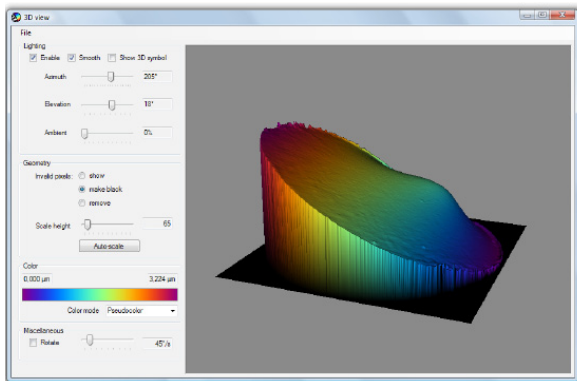 3D view
File
Lighting
Enable Smooth Show 3D symbol
Azimuth 205°
Elevation 18°
Ambient 0%
Geometry
Invalid pixels: show
make black
remove
Scale height 65
Auto scale
Color
0,000 µm 3,224 µm
Color mode Pseudocolor
Miscellaneous
Rotate 45°/s